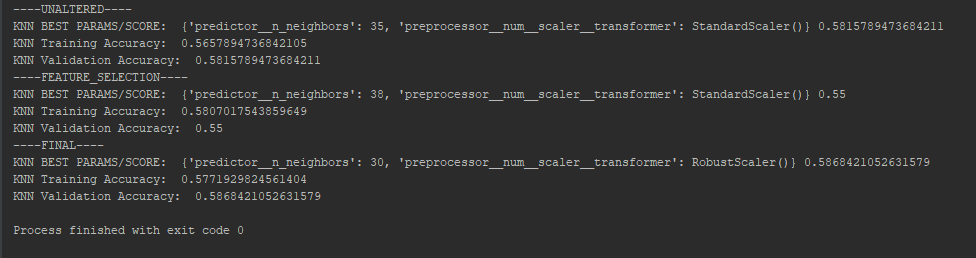 ----UNALTERED----
KNN BEST PARAMS/SCORE:  {'predictor__n_neighbors': 35, 'preprocessor__num__scaler__transformer': StandardScaler()} 0.5815789473684211
KNN Training Accuracy:  0.5657894736842105
KNN Validation Accuracy:  0.5815789473684211
----FEATURE_SELECTION----
KNN BEST PARAMS/SCORE:  {'predictor__n_neighbors': 38, 'preprocessor__num__scaler__transformer': StandardScaler()} 0.55
KNN Training Accuracy:  0.5807017543859649
KNN Validation Accuracy:  0.55
----FINAL----
KNN BEST PARAMS/SCORE:  {'predictor__n_neighbors': 30, 'preprocessor__num__scaler__transformer': RobustScaler()} 0.5868421052631579
KNN Training Accuracy:  0.5771929824561404
KNN Validation Accuracy:  0.5868421052631579
Process finished with exit code 0